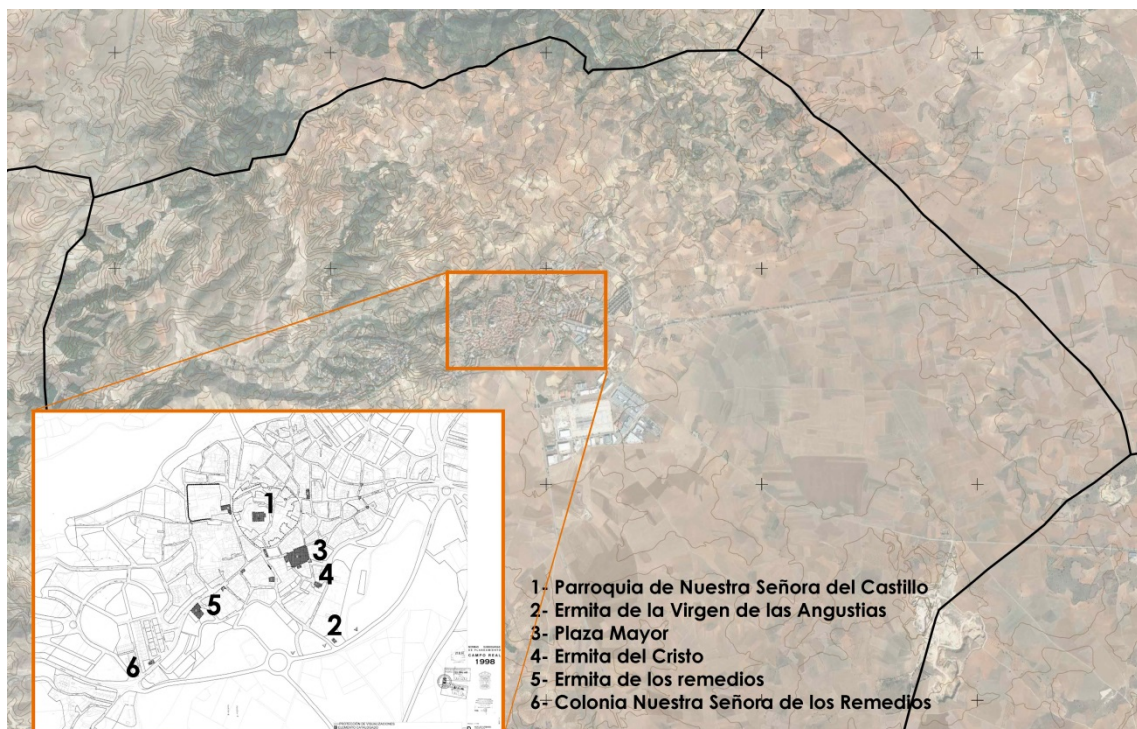 1
3
4
5
2
6
CAMPO REAL
1998
1- Parroquia de Nuestra Señora del Castillo
2- Ermita de la Virgen de las Angustias
3- Plaza Mayor
4- Ermita del Cristo
5- Ermita de los remedios
6- Colonia Nuestra Señora de los Remedios